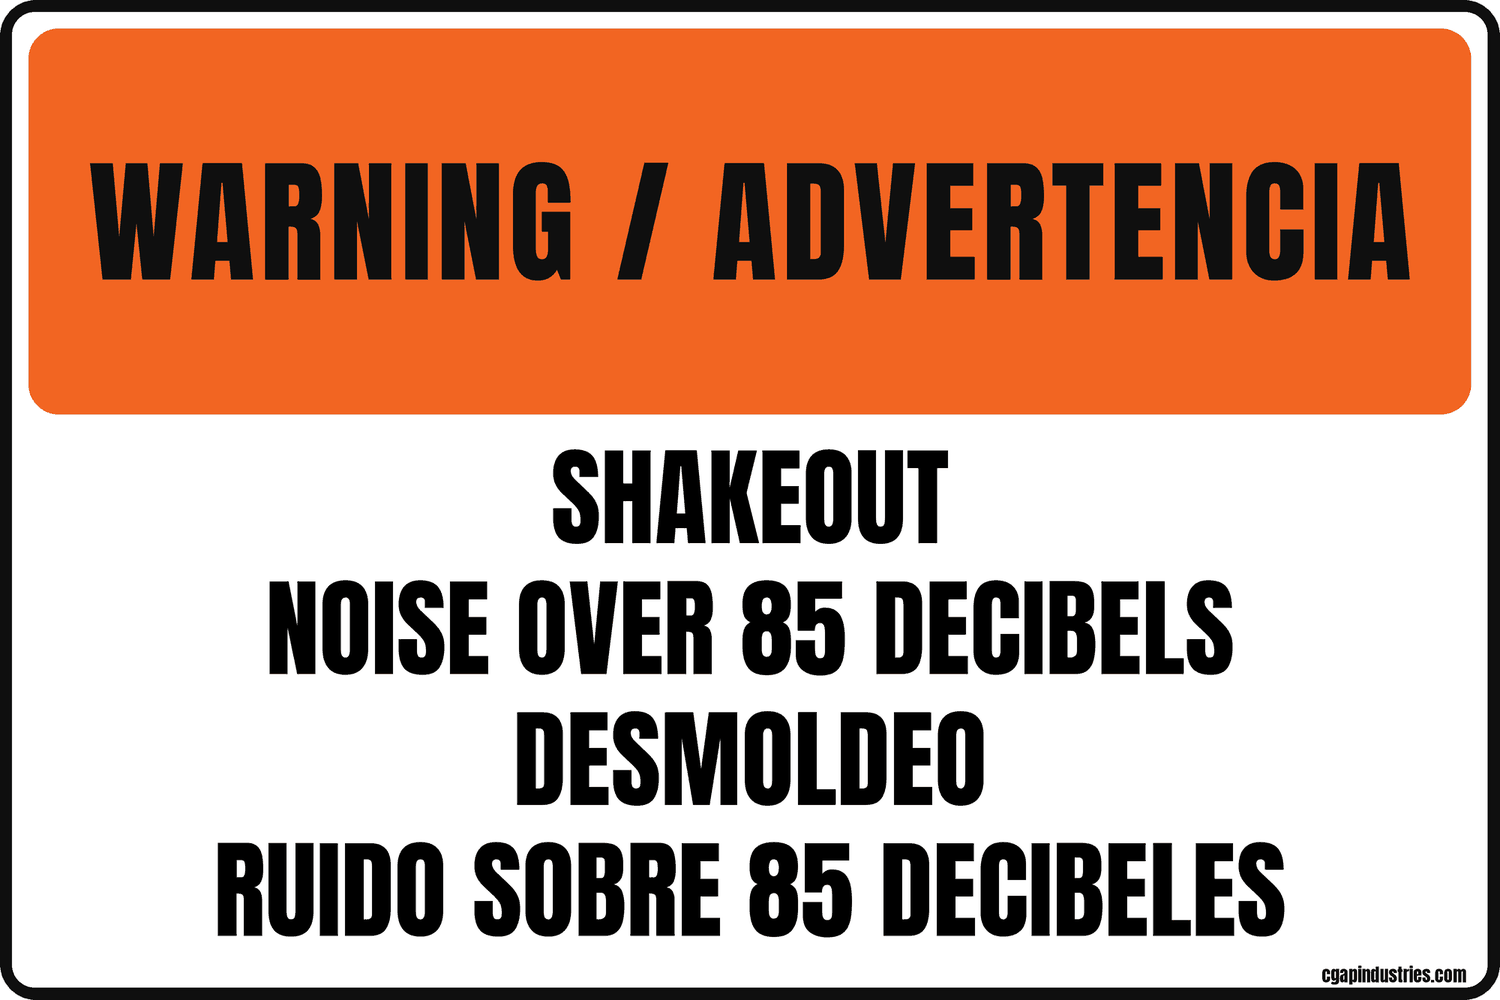 WARNING / ADVERTENCIA
SHAKEOUT
NOISE OVER 85 DECIBELS
DESMOLDEO
RUIDO SOBRE 85 DECIBELES
cgapindustries.com